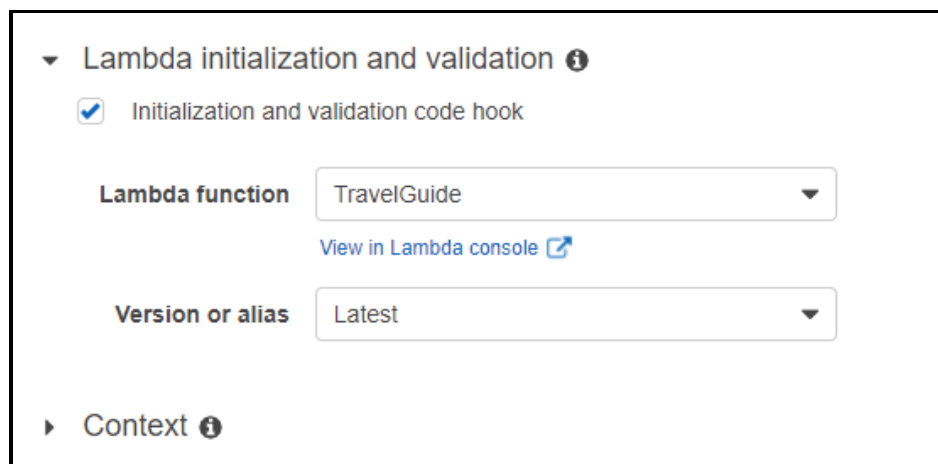 Lambda initialization and validation
Initialization and validation code hook
Lambda function TravelGuide
View in Lambda console
Version or alias Latest
Context